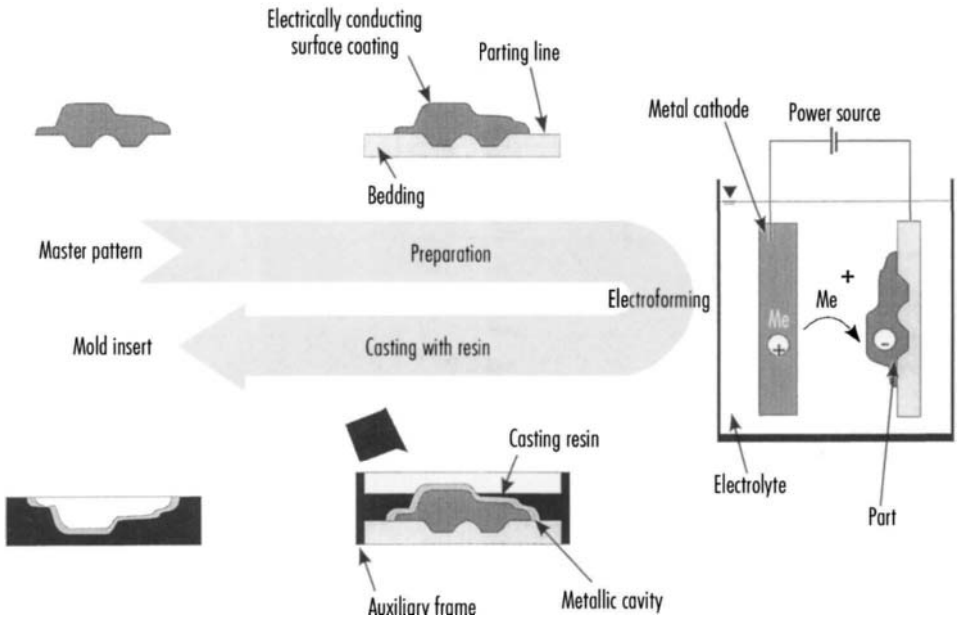 Electrically conducting
surface coating
Parting line
Metal cathode
Power source
Bedding
Master pattern
Preparation
Electroforming
+
Me
Me
+
-
Mold insert
Casting with resin
Casting resin
Electrolyte
Part
Auxiliary frame
Metallic cavity